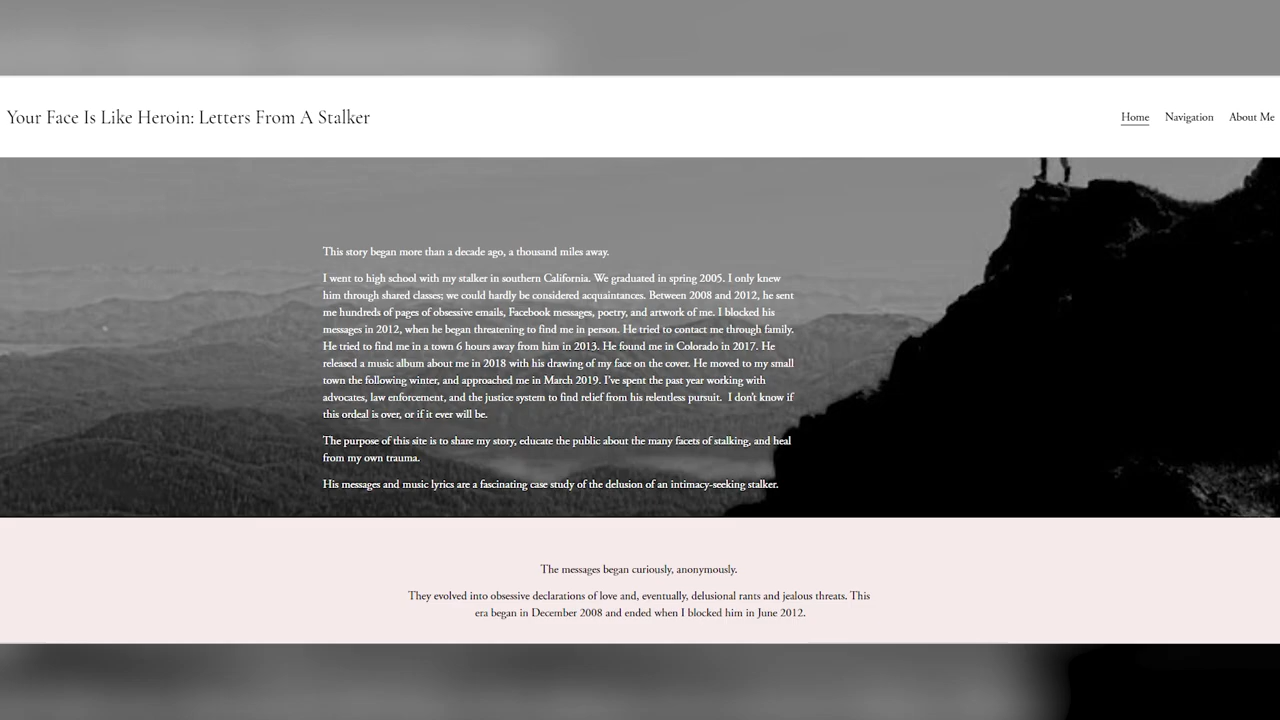 Your Face Is Like Heroin: Letters From A Stalker
Home Navigation About Me
This story began more than a decade ago, a thousand miles away.
I went to high school with my stalker in southern California. We graduated in spring 2005. I only knew
him through shared classes; we could hardly be considered acquaintances. Between 2008 and 2012, he sent
me hundreds of pages of obsessive emails, Facebook messages, poetry, and artwork of me. I blocked his
messages in 2012, when he began threatening to find me in person. He tried to contact me through family.
He tried to find me in a town 6 hours away from him in 2013. He found me in Colorado in 2017. He
released a music album about me in 2018 with his drawing of my face on the cover. He moved to my small
town the following winter, and approached me in March 2019. I've spent the past year working with
advocates, law enforcement, and the justice system to find relief from his relentless pursuit. I don't know if
this ordeal is over, or if it ever will be.
The purpose of this site is to share my story, educate the public about the many facets of stalking, and heal
from my own trauma.
His messages and music lyrics are a fascinating case study of the delusion of an intimacy-seeking stalker.
The messages began curiously, anonymously.
They evolved into obsessive declarations of love and, eventually, delusional rants and jealous threats. This
era began in December 2008 and ended when I blocked him in June 2012.